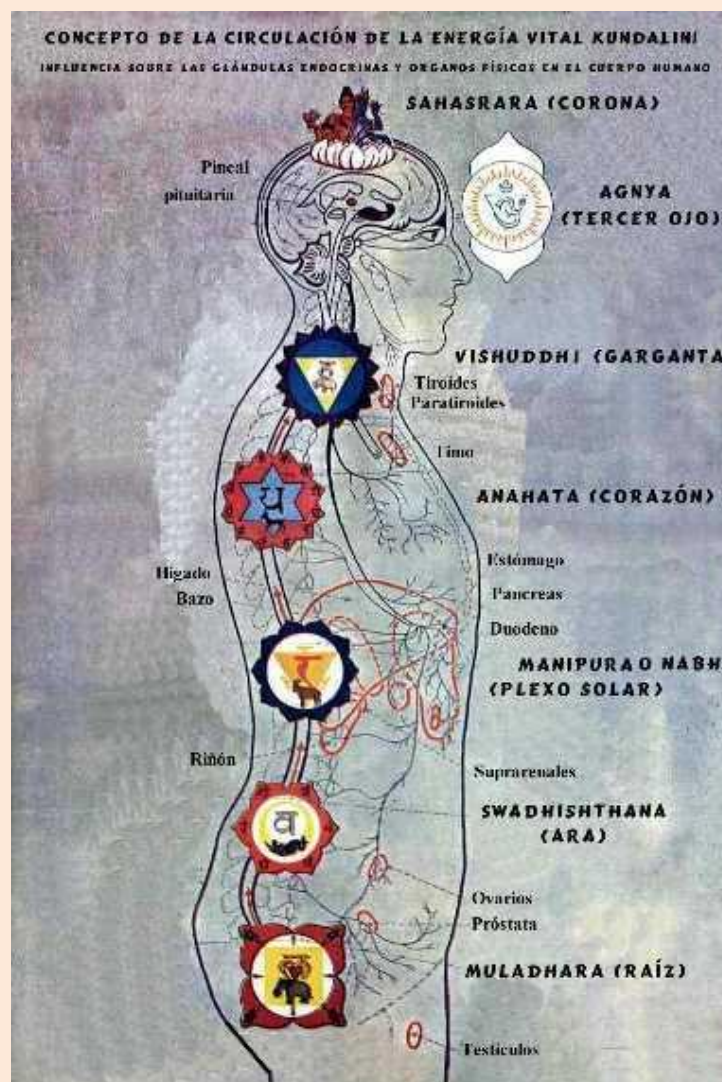 CONCEPTO DE LA CIRCULACIÓN DE LA ENERGÍA VITAL KUNDALINI
INFLUENCIA SOBRE LAS GLÁNDULAS ENDOCRINAS Y ORGANOS FÍSICOS EN EL CUERPO HUMANO
SAHASRARA (CORONA)
Pineal
pituitaria
AGNYA
(TERCER OJO)
VISHUDDHI (GARGANTA
Tiroides
Paratiroides
Timo
ANAHATA (CORAZÓN)
Estómago
Higado
Pancreas
Bazo
Duodeno
MANIPURA O NABH
(PLEXO SOLAR)
Riñón
Suprarenales
SWADHISHTHANA
(ARA)
व
Ovarios
Próstata
MULADHARA (RAÍZ)
Testículos